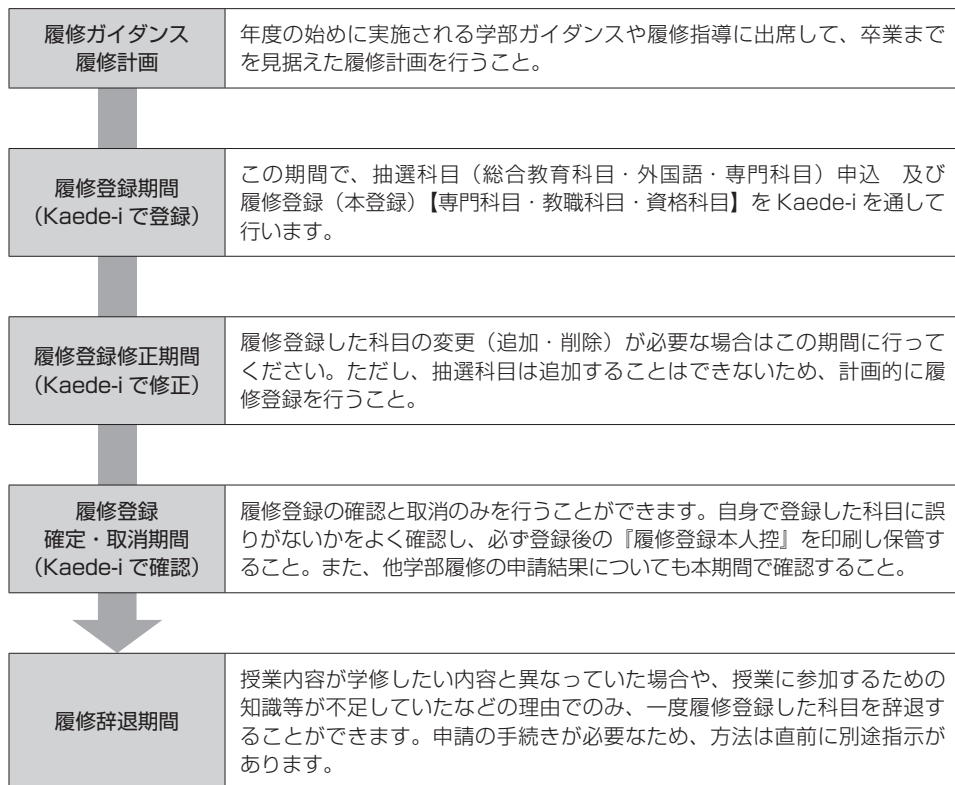 履修ガイダンス
履修計画
年度の始めに実施される学部ガイダンスや履修指導に出席して、卒業まで
を見据えた履修計画を行うこと。
履修登録期間
（Kaede-i で登録）
この期間で、抽選科目（総合教育科目・外国語・専門科目）申込　及び
履修登録（本登録）【専門科目・教職科目・資格科目】を Kaede-i を通して
行います。
履修登録修正期間
（Kaede-i で修正）
履修登録した科目の変更（追加・削除）が必要な場合はこの期間に行って
ください。ただし、抽選科目は追加することはできないため、計画的に履
修登録を行うこと。
履修登録
確定・取消期間
（Kaede-i で確認）
履修登録の確認と取消のみを行うことができます。自身で登録した科目に誤
りがないかをよく確認し、必ず登録後の『履修登録本人控』を印刷し保管す
ること。また、他学部履修の申請結果についても本期間で確認すること。
履修辞退期間
授業内容が学修したい内容と異なっていた場合や、授業に参加するための
知識等が不足していたなどの理由でのみ、一度履修登録した科目を辞退す
ることができます。申請の手続きが必要なため、方法は直前に別途指示が
あります。